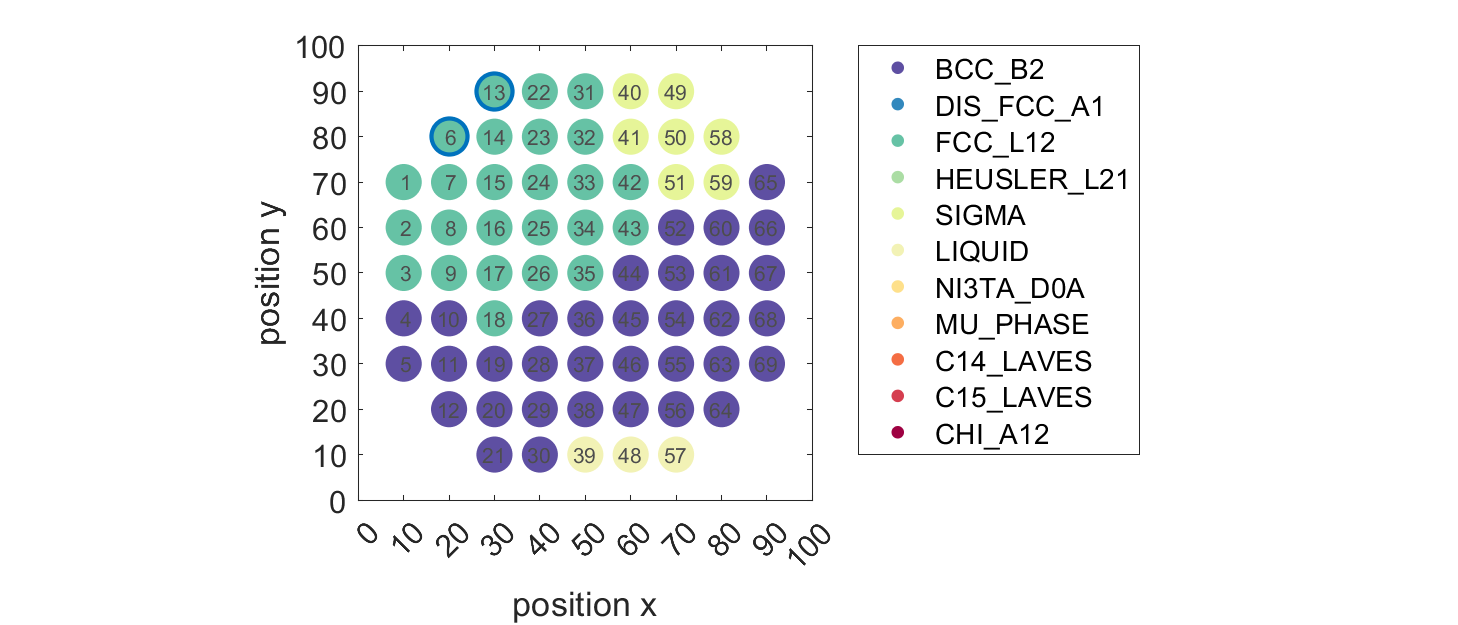 100
90
80
70
60
50
40
30
20
10
0
position y
13 22 31 40 49
6 14 23 32 41 50 58
1 7 15 24 33 42 51 59 65
2 8 16 25 34 43 52 60 66
3 9 17 26 35 44 53 61 67
4 10 18 27 36 45 54 62 68
5 11 19 28 37 46 55 63 69
12 20 29 38 47 56 64
21 30 39 48 57
0 10 20 30 40 50 60 70 80 90 100
position x
BCC_B2
DIS_FCC_A1
FCC_L12
HEUSLER_L21
SIGMA
LIQUID
NI3TA_D0A
MU_PHASE
C14_LAVES
C15_LAVES
CHI_A12